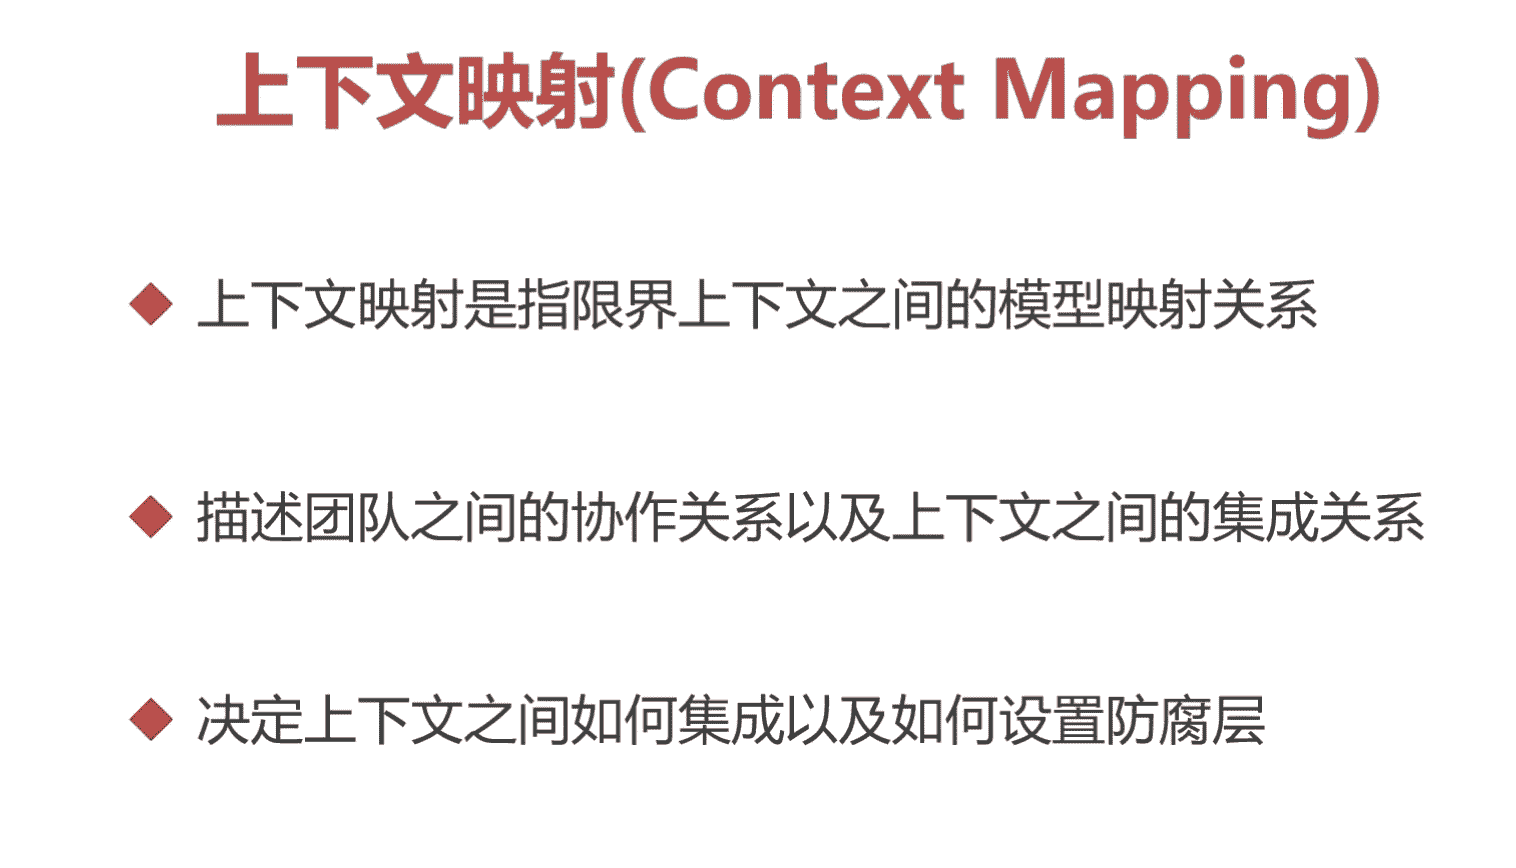 上下文映射(Context Mapping)
上下文映射是指限界上下文之间的模型映射关系
描述团队之间的协作关系以及上下文之间的集成关系
决定上下文之间如何集成以及如何设置防腐层